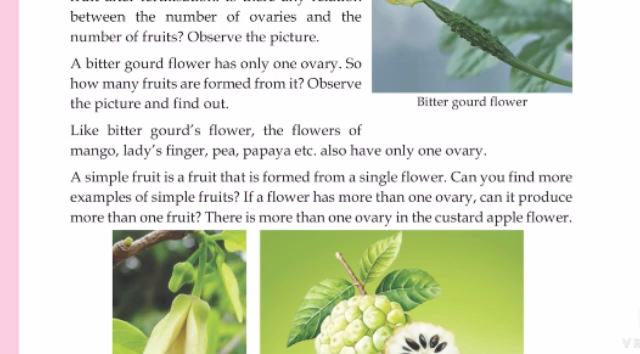 between the number of ovaries and the
number of fruits? Observe the picture.
A bitter gourd flower has only one ovary. So
how many fruits are formed from it? Observe
the picture and find out.
Bitter gourd flower
Like bitter gourd's flower, the flowers of
mango, lady's finger, pea, papaya etc. also have only one ovary.
A simple fruit is a fruit that is formed from a single flower. Can you find more
examples of simple fruits? If a flower has more than one ovary, can it produce
more than one fruit? There is more than one ovary in the custard apple flower.